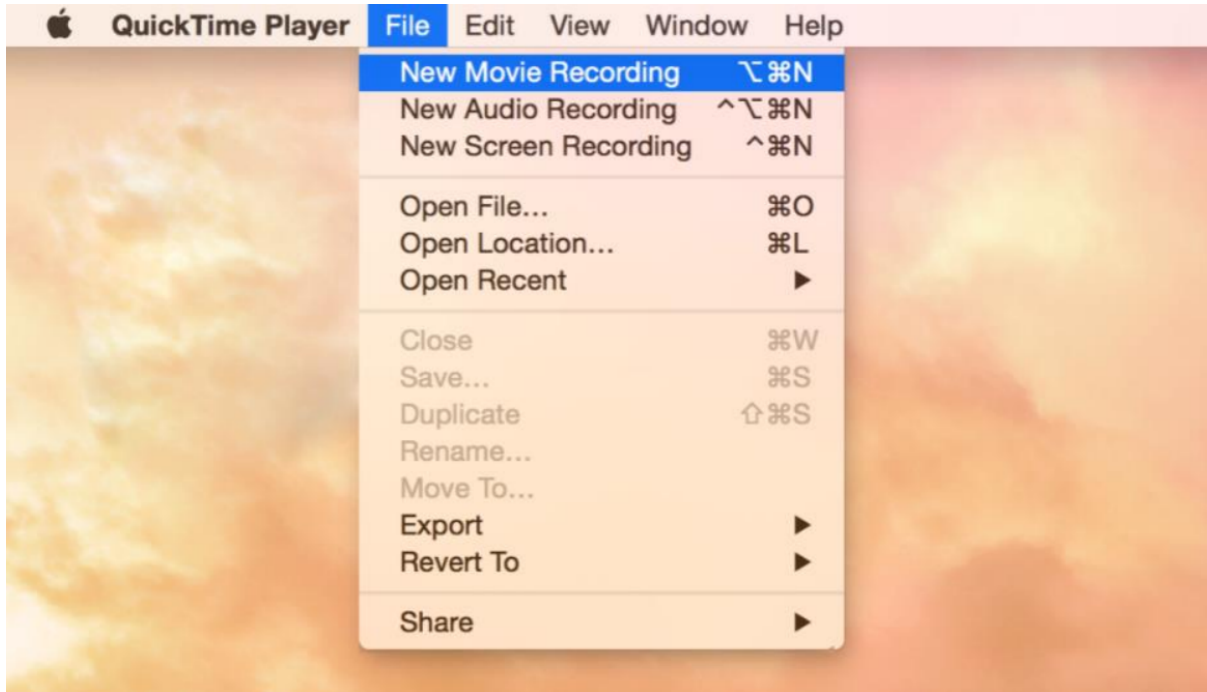 QuickTime Player File Edit View Window Help
New Movie Recording ⌥⌘N
New Audio Recording ^⌥⌘N
New Screen Recording ^⌘N
Open File... ⌘O
Open Location... ⌘L
Open Recent ▶
Close ⌘W
Save... ⌘S
Duplicate ⇧⌘S
Rename...
Move To...
Export ▶
Revert To ▶
Share ▶